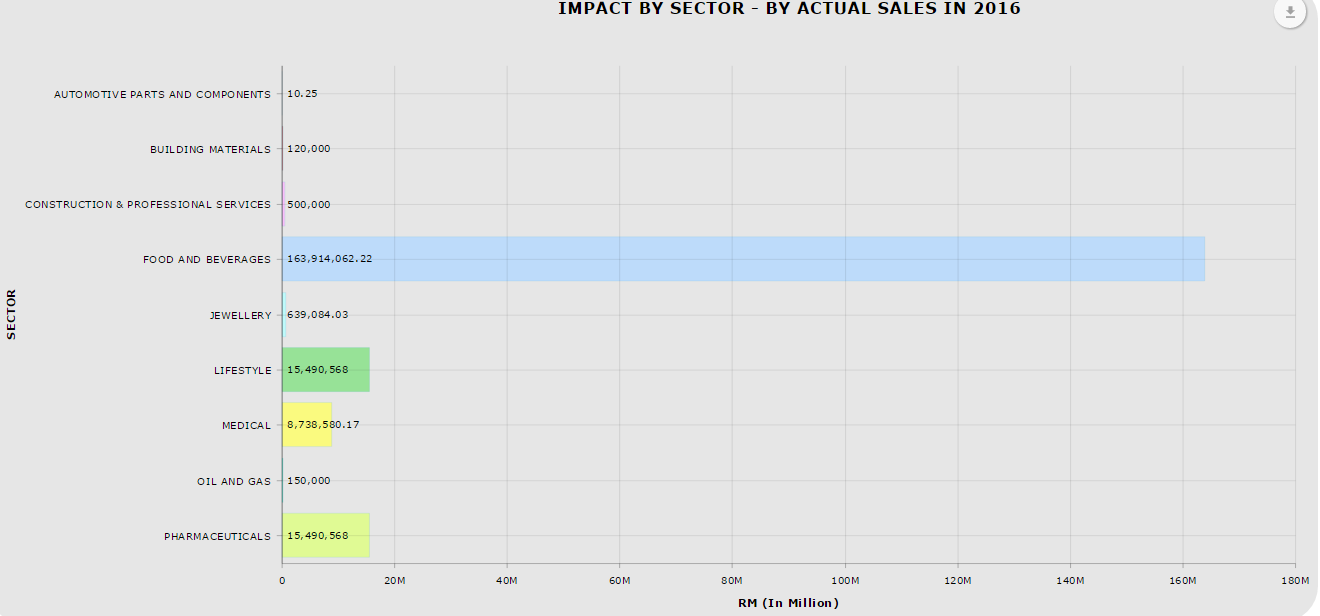 IMPACT BY SECTOR - BY ACTUAL SALES IN 2016
AUTOMOTIVE PARTS AND COMPONENTS 10.25
BUILDING MATERIALS 120,000
CONSTRUCTION & PROFESSIONAL SERVICES 500,000
FOOD AND BEVERAGES 163,914,062.22
JEWELLERY 639,084.03
LIFESTYLE 15,490,568
MEDICAL 8,738,580.17
OIL AND GAS 150,000
PHARMACEUTICALS 15,490,568
SECTOR
0 20M 40M 60M 80M 100M 120M 140M 160M 180M
RM (In Million)